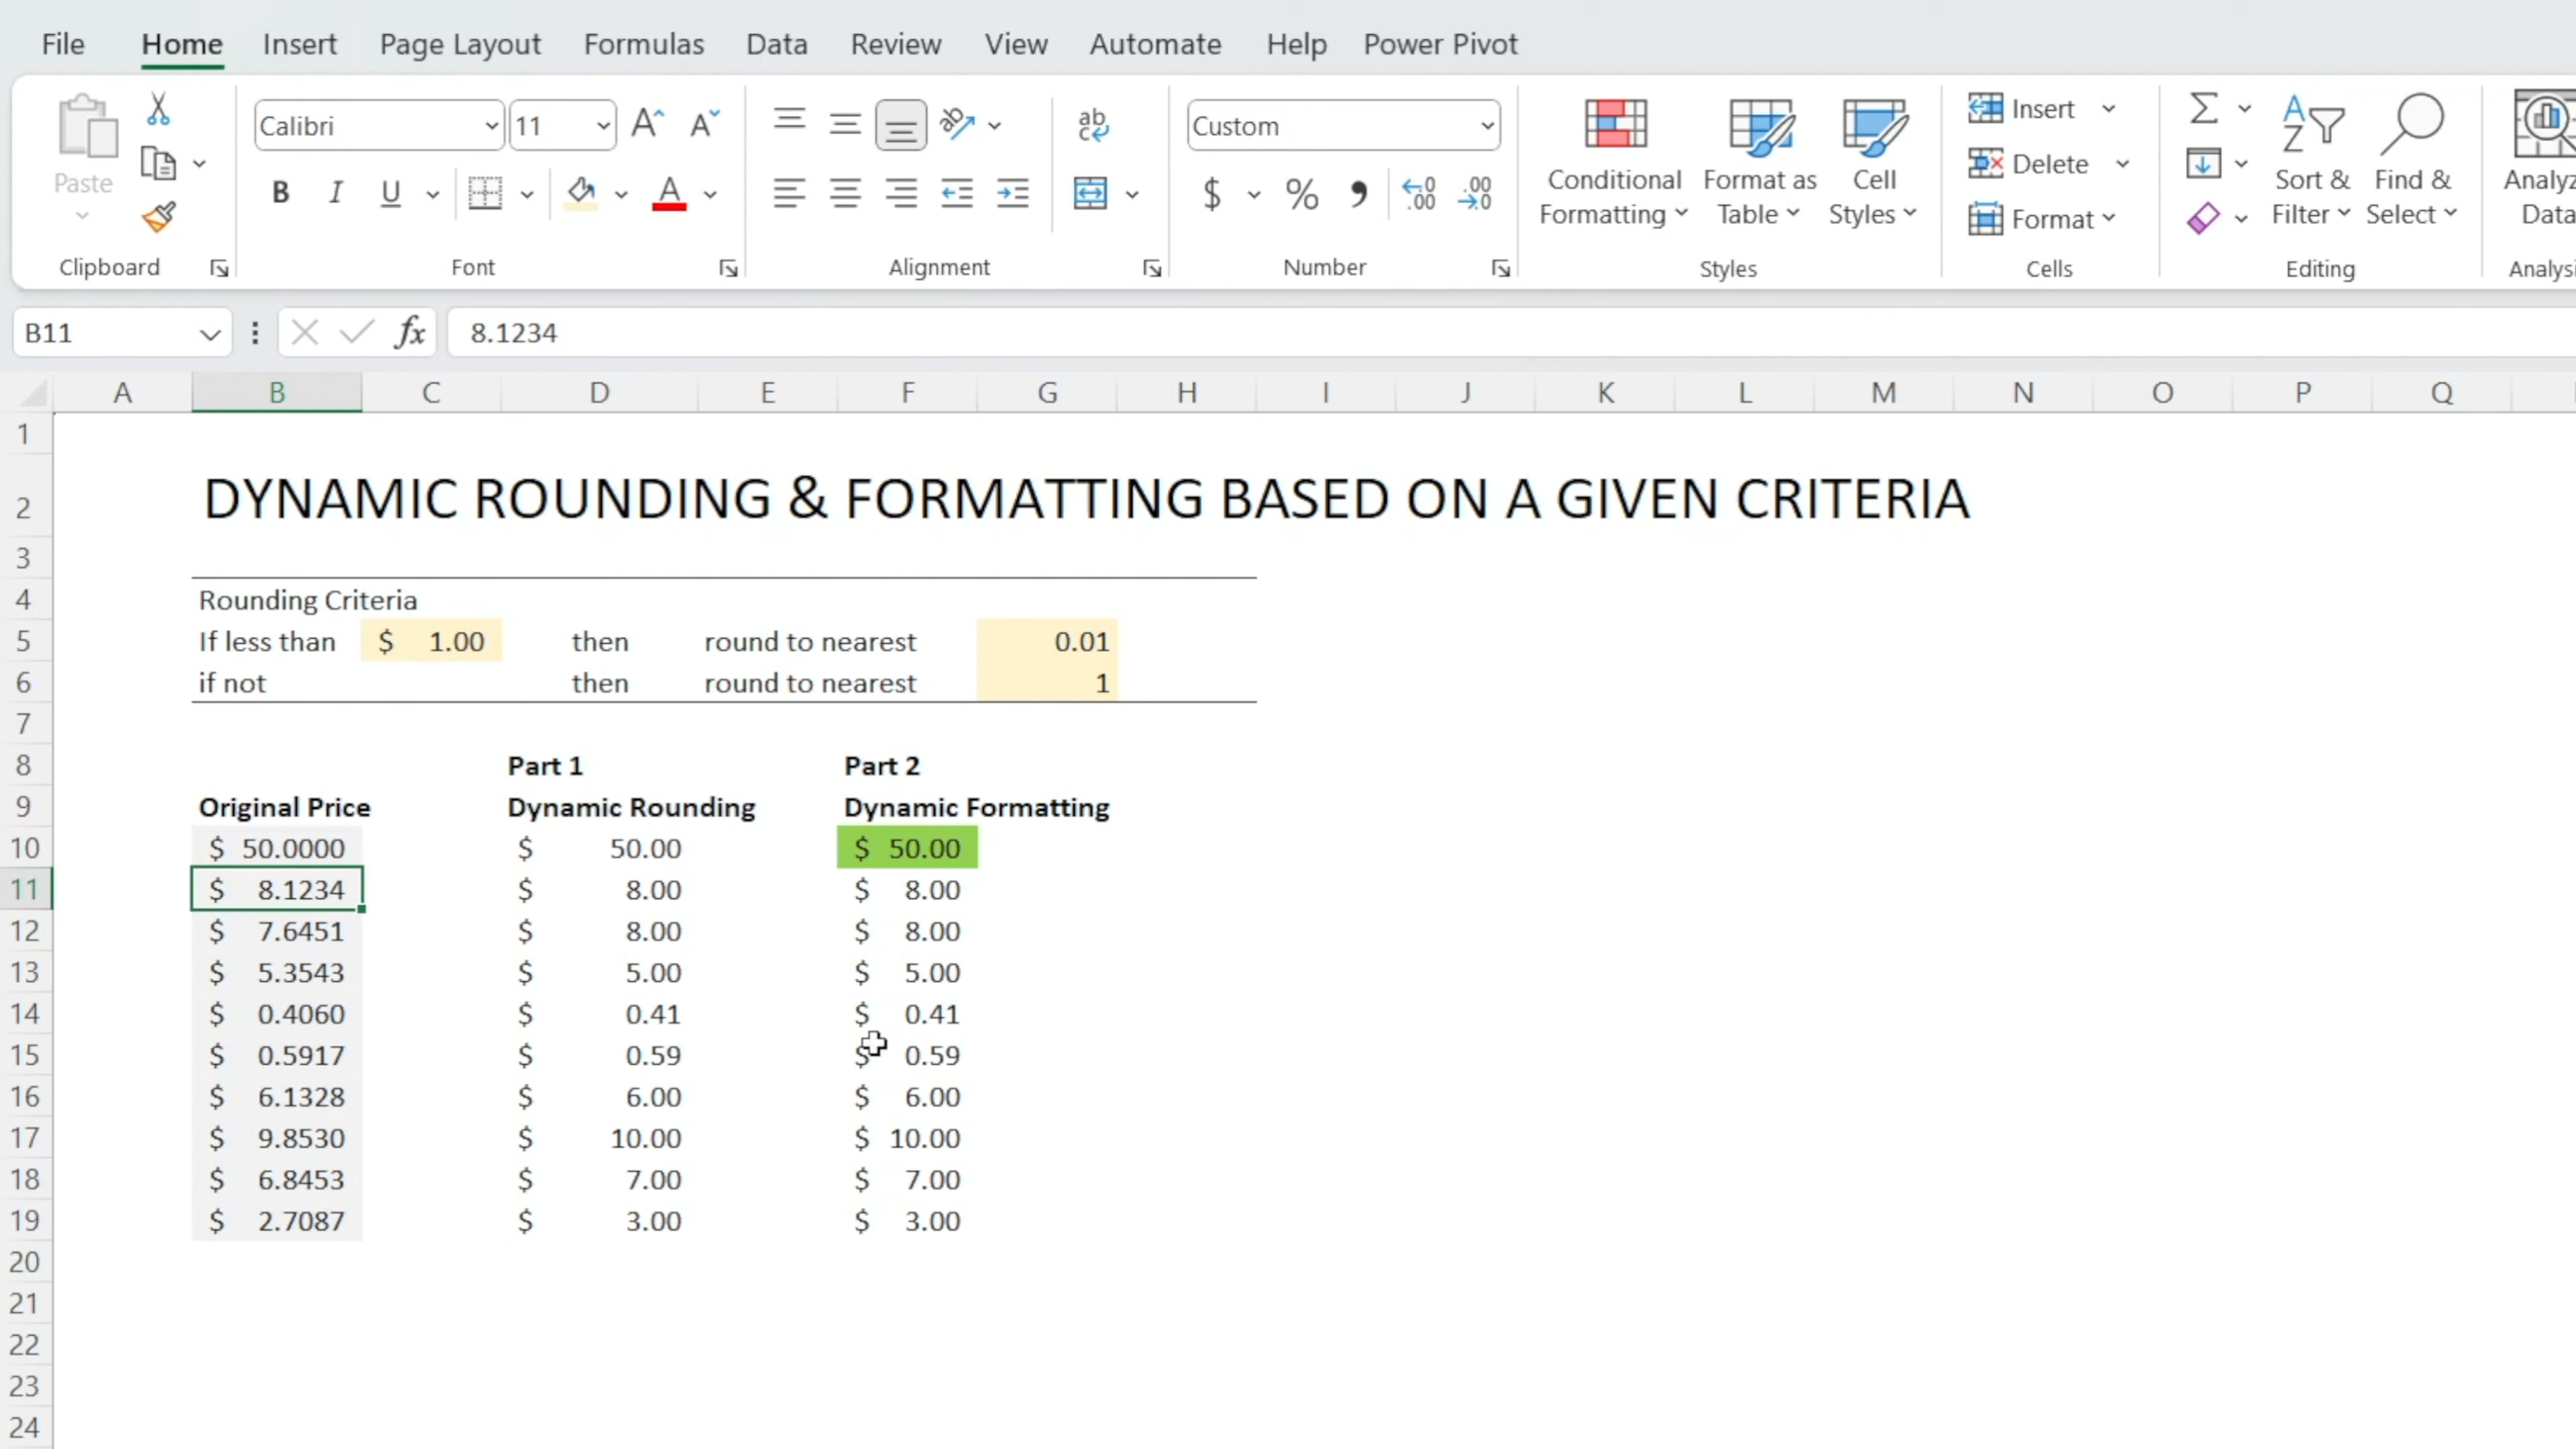 File Home Insert Page Layout Formulas Data Review View Automate Help Power Pivot
Paste
Clipboard
Calibri 11
B I U A
Font
ab
Alignment
Custom
$ % ,
Number
Conditional Formatting
Format as Table
Cell Styles
Styles
Insert
Delete
Format
Cells
Sort & Filter
Find & Select
Editing
Data
B11 fx 8.1234
A B C D E F G H I J K L M N O P Q
1
2 DYNAMIC ROUNDING & FORMATTING BASED ON A GIVEN CRITERIA
3
4 Rounding Criteria
5 If less than $ 1.00 then round to nearest 0.01
6 if not then round to nearest 1
7
8 Part 1 Part 2
9 Original Price Dynamic Rounding Dynamic Formatting
10 $ 50.0000 $ 50.00 $ 50.00
11 $ 8.1234 $ 8.00 $ 8.00
12 $ 7.6451 $ 8.00 $ 8.00
13 $ 5.3543 $ 5.00 $ 5.00
14 $ 0.4060 $ 0.41 $ 0.41
15 $ 0.5917 $ 0.59 $ 0.59
16 $ 6.1328 $ 6.00 $ 6.00
17 $ 9.8530 $ 10.00 $ 10.00
18 $ 6.8453 $ 7.00 $ 7.00
19 $ 2.7087 $ 3.00 $ 3.00
20
21
22
23
24